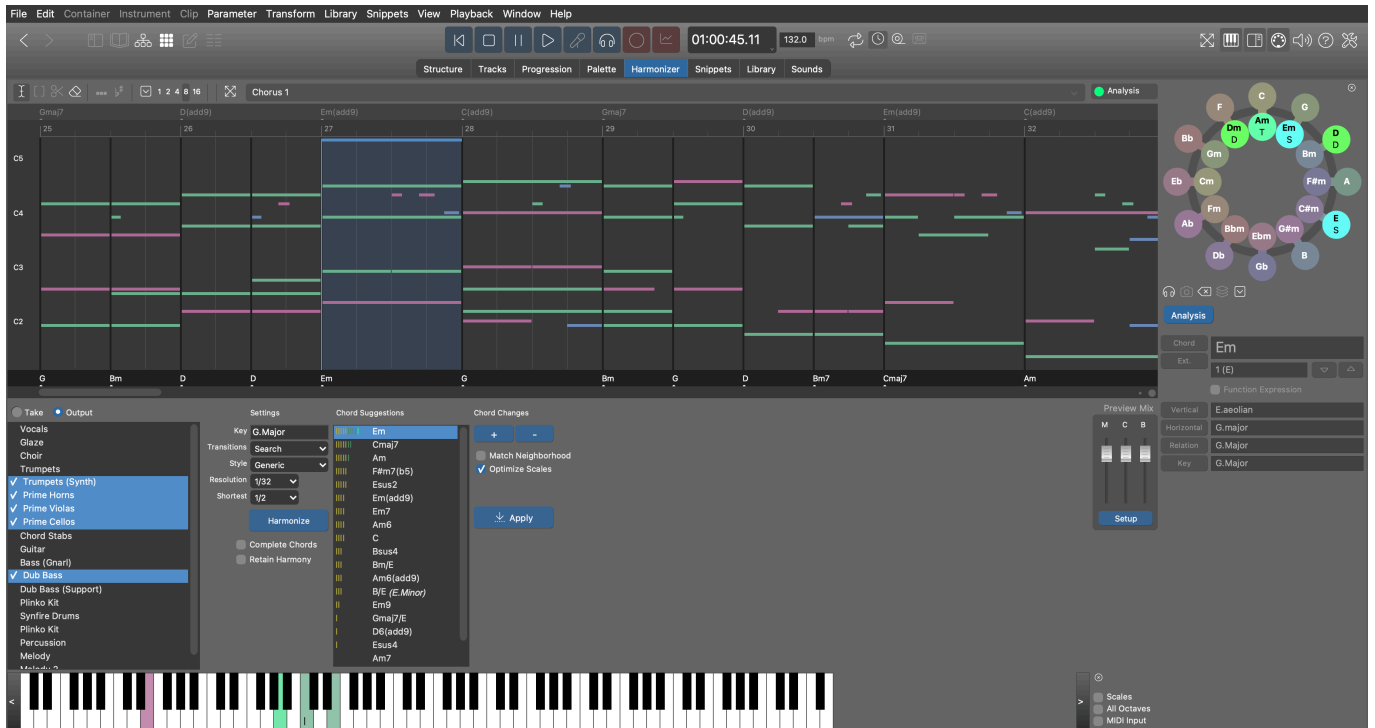 File Edit Container Instrument Clip Parameter Transform Library Snippets View Playback Window Help
01:00:45.11 132.0 bpm
Structure Tracks Progression Palette Harmonizer Snippets Library Sounds
1 2 4 8 16 Chorus 1 Analysis
Gmaj7 D(add9) Em(add9) C(add9) Gmaj7 D(add9) Em(add9) C(add9)
25 26 27 28 29 30 31 32
C5
C4
C3
C2
G Bm D D Em G Bm G D Bm7 Cmaj7 Am
C
F G
Am
T
Dm
D
Em
S
D
D
Bb
Gm Bm
Eb Cm F#m A
Fm C#m
Ab
E
S
Bbm Ebm G#m
Db Gb B
Analysis
Chord Em
Ext. 1 (E)
Function Expression
Vertical E.aeolian
Horizontal G.major
Relation G.Major
Key G.Major
Take Output
Vocals
Glaze
Choir
Trumpets
Trumpets (Synth)
Prime Horns
Prime Violas
Prime Cellos
Chord Stabs
Guitar
Bass (Gnarl)
Dub Bass
Dub Bass (Support)
Plinko Kit
Synfire Drums
Plinko Kit
Percussion
Melody
Melody 2
Settings
Key G.Major
Transitions Search
Style Generic
Resolution 1/32
Shortest 1/2
Harmonize
Complete Chords
Retain Harmony
Chord Suggestions
Em
Cmaj7
Am
F#m7(b5)
Esus2
Em(add9)
Em7
Am6
C
Bsus4
Bm/E
Am6(add9)
B/E (E.Minor)
Em9
Gmaj7/E
D6(add9)
Esus4
Am7
Chord Changes
+ -
Match Neighborhood
Optimize Scales
Apply
Preview Mix
M C B
Setup
< >
Scales
All Octaves
MIDI Input